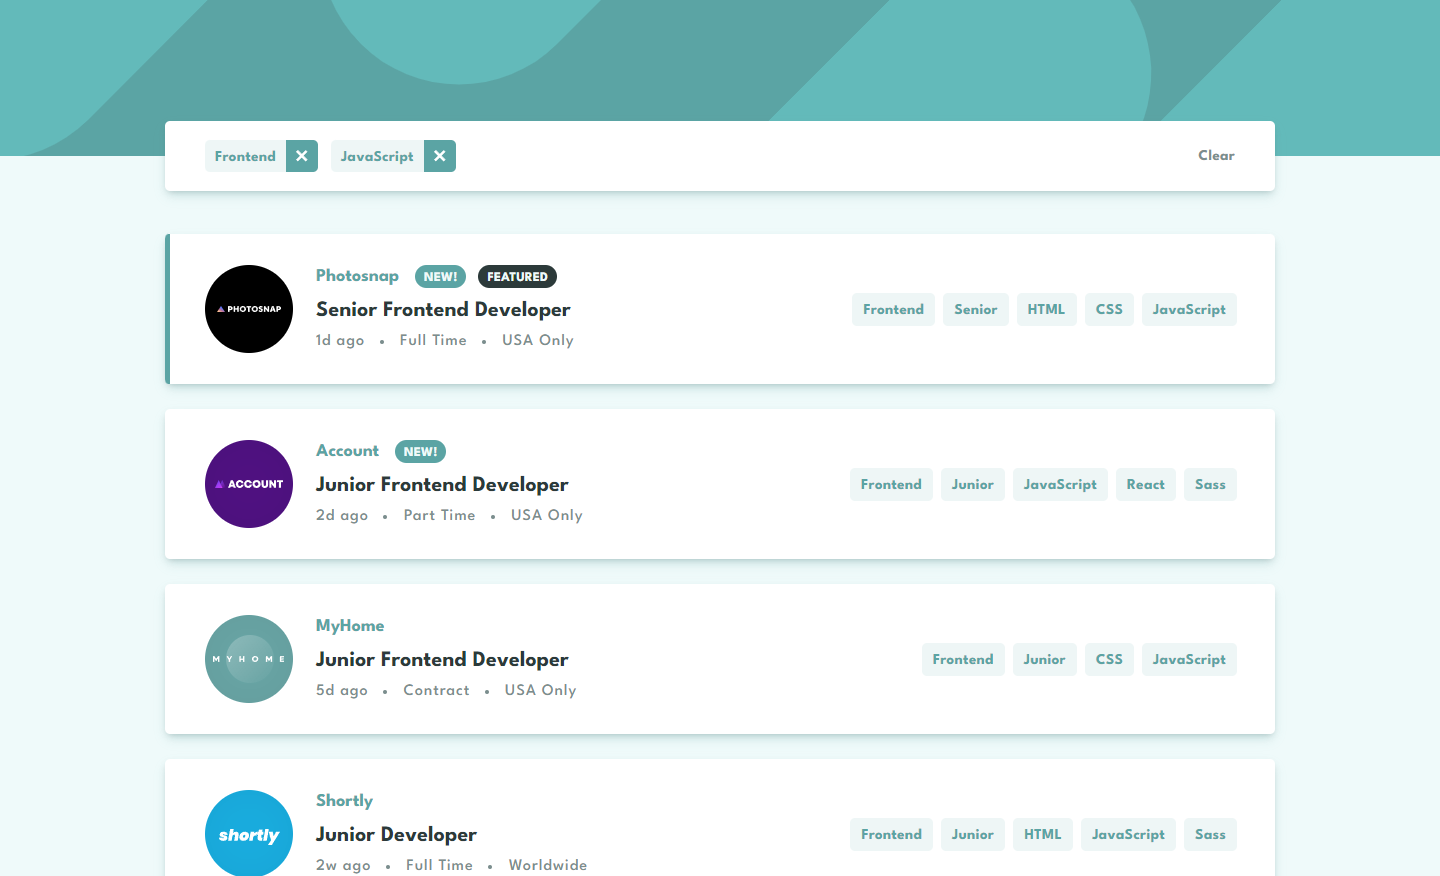 Frontend JavaScript Clear
PHOTOSNAP
Photosnap NEW! FEATURED
Senior Frontend Developer
1d ago • Full Time • USA Only
Frontend Senior HTML CSS JavaScript
ACCOUNT
Account NEW!
Junior Frontend Developer
2d ago • Part Time • USA Only
Frontend Junior JavaScript React Sass
MYHOME
MyHome
Junior Frontend Developer
5d ago • Contract • USA Only
Frontend Junior CSS JavaScript
shortly
Shortly
Junior Developer
2w ago • Full Time • Worldwide
Frontend Junior HTML JavaScript Sass